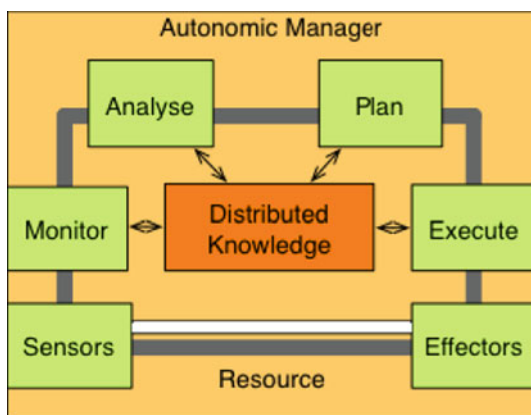 Autonomic Manager
Analyse
Plan
Monitor
Distributed
Knowledge
Execute
Sensors
Effectors
Resource